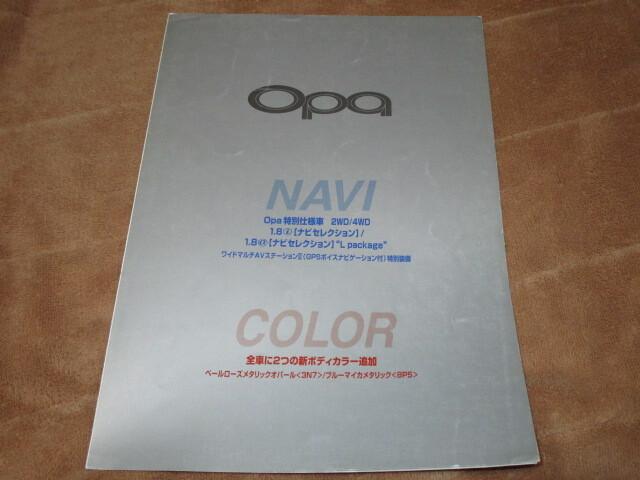 Opa
NAVI
Opa 特別仕様車 2WD/4WD
1.8ⓘ【ナビセレクション】/
1.8ⓐ【ナビセレクション】"L package"
ワイドマルチAVステーションⅡ(GPSボイスナビゲーション付)特別装備
COLOR
全車に2つの新ボディカラー追加
ペールローズメタリックオパール<3N7>/ブルーマイカメタリック<8P5>